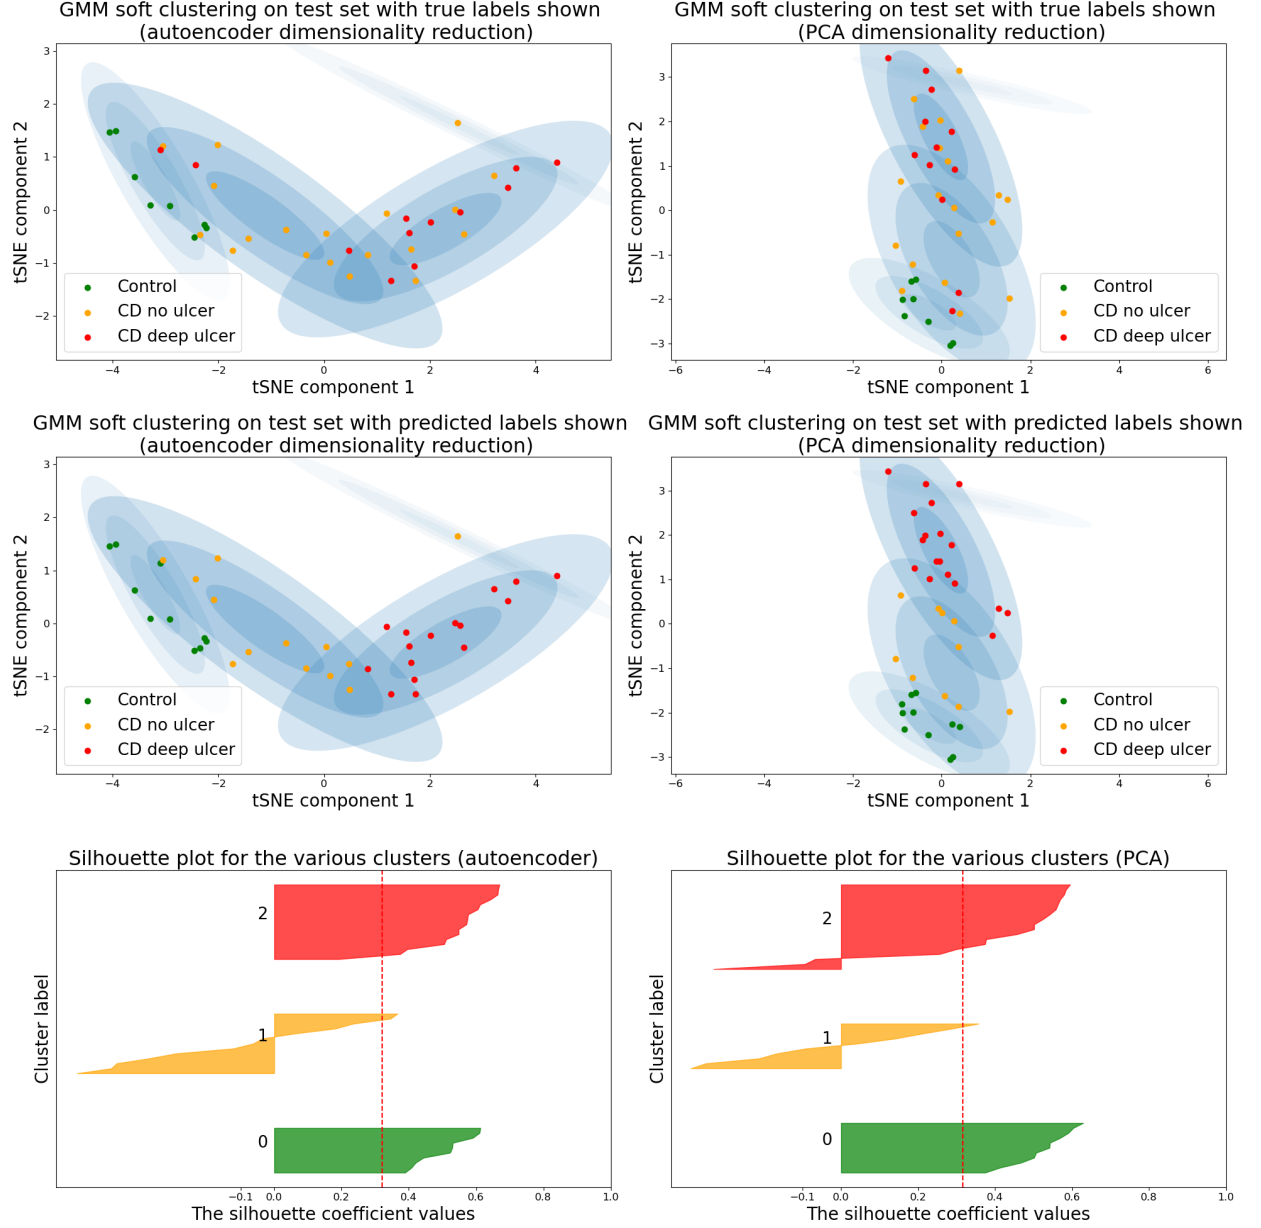 GMM soft clustering on test set with true labels shown
(autoencoder dimensionality reduction)
3
2
1
0
−1
−2
tSNE component 2
Control
CD no ulcer
CD deep ulcer
−4
−2
0
2
4
tSNE component 1
GMM soft clustering on test set with true labels shown
(PCA dimensionality reduction)
3
2
1
0
−1
−2
−3
tSNE component 2
Control
CD no ulcer
CD deep ulcer
−6
−4
−2
0
2
4
6
tSNE component 1
GMM soft clustering on test set with predicted labels shown
(autoencoder dimensionality reduction)
3
2
1
0
−1
−2
tSNE component 2
Control
CD no ulcer
CD deep ulcer
−4
−2
0
2
4
tSNE component 1
GMM soft clustering on test set with predicted labels shown
(PCA dimensionality reduction)
3
2
1
0
−1
−2
−3
tSNE component 2
Control
CD no ulcer
CD deep ulcer
−6
−4
−2
0
2
4
6
tSNE component 1
Silhouette plot for the various clusters (autoencoder)
2
1
0
Cluster label
−0.1
0.0
0.2
0.4
0.6
0.8
1.0
The silhouette coefficient values
Silhouette plot for the various clusters (PCA)
2
1
0
Cluster label
−0.1
0.0
0.2
0.4
0.6
0.8
1.0
The silhouette coefficient values